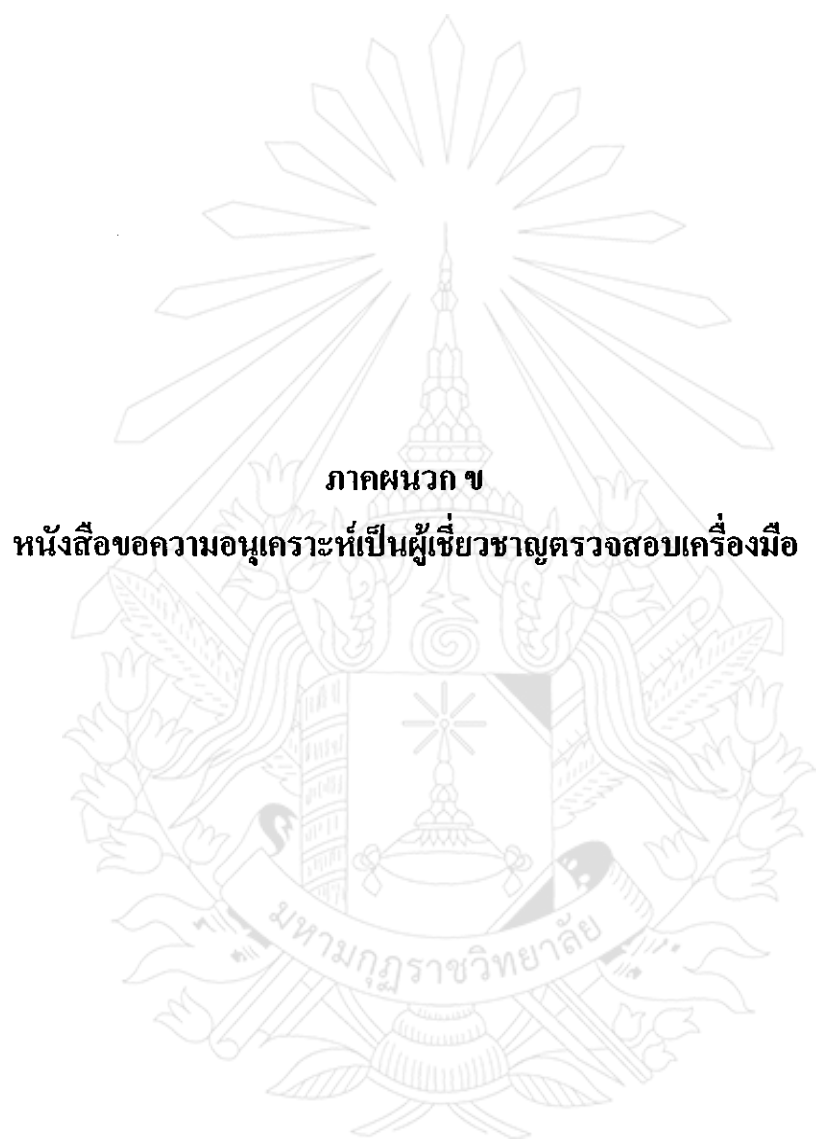 ภาคผนวก ข
หนังสือขอความอนุเคราะห์เป็นผู้เชี่ยวชาญตรวจสอบเครื่องมือ
มหามกุฏราชวิทยาลัย